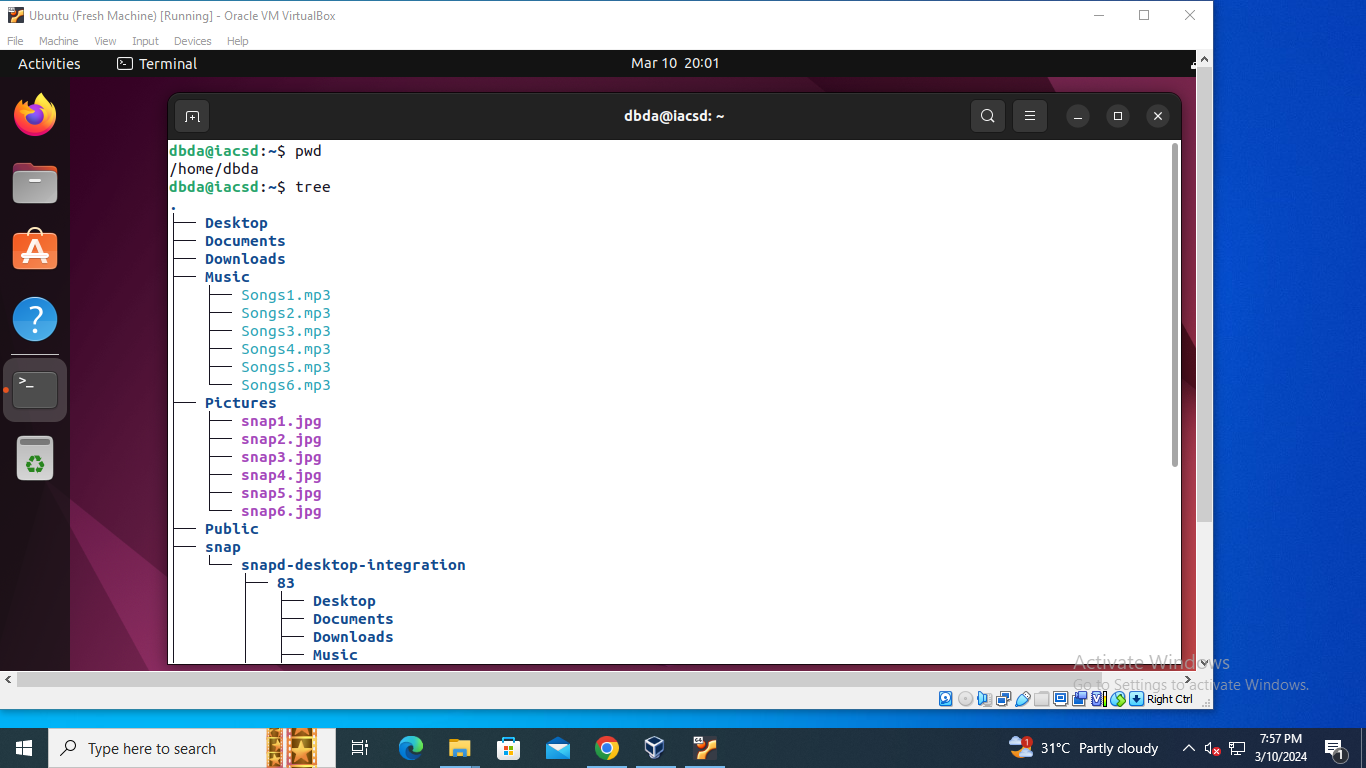 Ubuntu (Fresh Machine) [Running] - Oracle VM VirtualBox
File Machine View Input Devices Help
Activities Terminal Mar 10 20:01
dbda@iacsd: ~
dbda@iacsd:~$ pwd
/home/dbda
dbda@iacsd:~$ tree
.
├── Desktop
├── Documents
├── Downloads
├── Music
│   ├── Songs1.mp3
│   ├── Songs2.mp3
│   ├── Songs3.mp3
│   ├── Songs4.mp3
│   ├── Songs5.mp3
│   └── Songs6.mp3
├── Pictures
│   ├── snap1.jpg
│   ├── snap2.jpg
│   ├── snap3.jpg
│   ├── snap4.jpg
│   ├── snap5.jpg
│   └── snap6.jpg
├── Public
├── snap
│   └── snapd-desktop-integration
│       ├── 83
│       │   ├── Desktop
│       │   ├── Documents
│       │   ├── Downloads
│       │   ├── Music
Activate Windows
Go to Settings to activate Windows.
Right Ctrl
Type here to search
31°C Partly cloudy
7:57 PM
3/10/2024